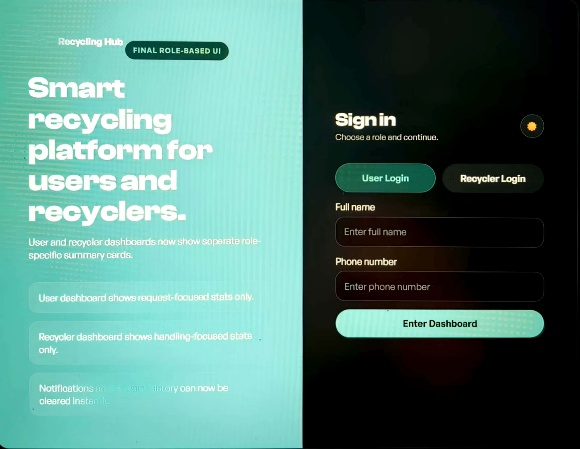 Recycling Hub
FINAL ROLE-BASED UI
Smart
recycling
platform for
users and
recyclers.
User and recycler dashboards now show separate role-
specific summary cards.
User dashboard shows request-focused stats only.
Recycler dashboard shows handling-focused stats
only.
Notifications can now be
cleared
Sign in
Choose a role and continue.
User Login
Recycler Login
Full name
Enter full name
Phone number
Enter phone number
Enter Dashboard